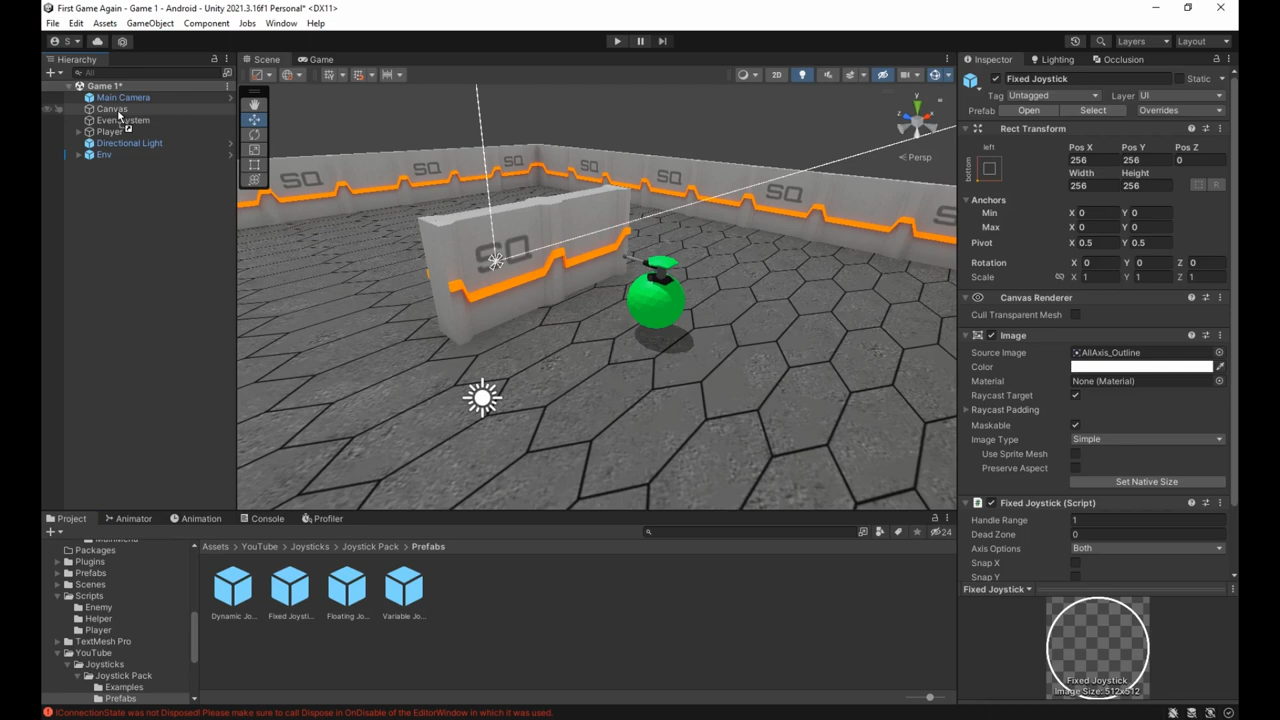 First Game Again - Game 1 - Android - Unity 2021.3.16f1 Personal* <DX11>
File Edit Assets GameObject Component Jobs Window Help
S
Layers Layout
Hierarchy
All
Game 1*
Main Camera
Canvas
EventSystem
Player
Directional Light
Env
Scene Game
2D
y
Persp
SQ SQ SQ SQ SQ SQ
SQ
Inspector Lighting Occlusion
Fixed Joystick Static
Tag Untagged Layer UI
Prefab Open Select Overrides
Rect Transform
left Pos X Pos Y Pos Z
bottom 256 256 0
Width Height
256 256 R
Anchors
Min X 0 Y 0
Max X 0 Y 0
Pivot X 0.5 Y 0.5
Rotation X 0 Y 0 Z 0
Scale X 1 Y 1 Z 1
Canvas Renderer
Cull Transparent Mesh
Image
Source Image AllAxis_Outline
Color
Material None (Material)
Raycast Target
Raycast Padding
Maskable
Image Type Simple
Use Sprite Mesh
Preserve Aspect
Set Native Size
Fixed Joystick (Script)
Handle Range 1
Dead Zone 0
Axis Options Both
Snap X
Snap Y
Fixed Joystick
Fixed Joystick
Image Size: 512x512
Project Animator Animation Console Profiler
24
Packages
Plugins
Prefabs
Scenes
Scripts
Enemy
Helper
Player
TextMesh Pro
YouTube
Joysticks
Joystick Pack
Examples
Prefabs
Assets > YouTube > Joysticks > Joystick Pack > Prefabs
Dynamic Jo... Fixed Joysti... Floating Jo... Variable Jo...
IConnectionState was not Disposed! Please make sure to call Dispose in OnDisable of the EditorWindow in which it was used.